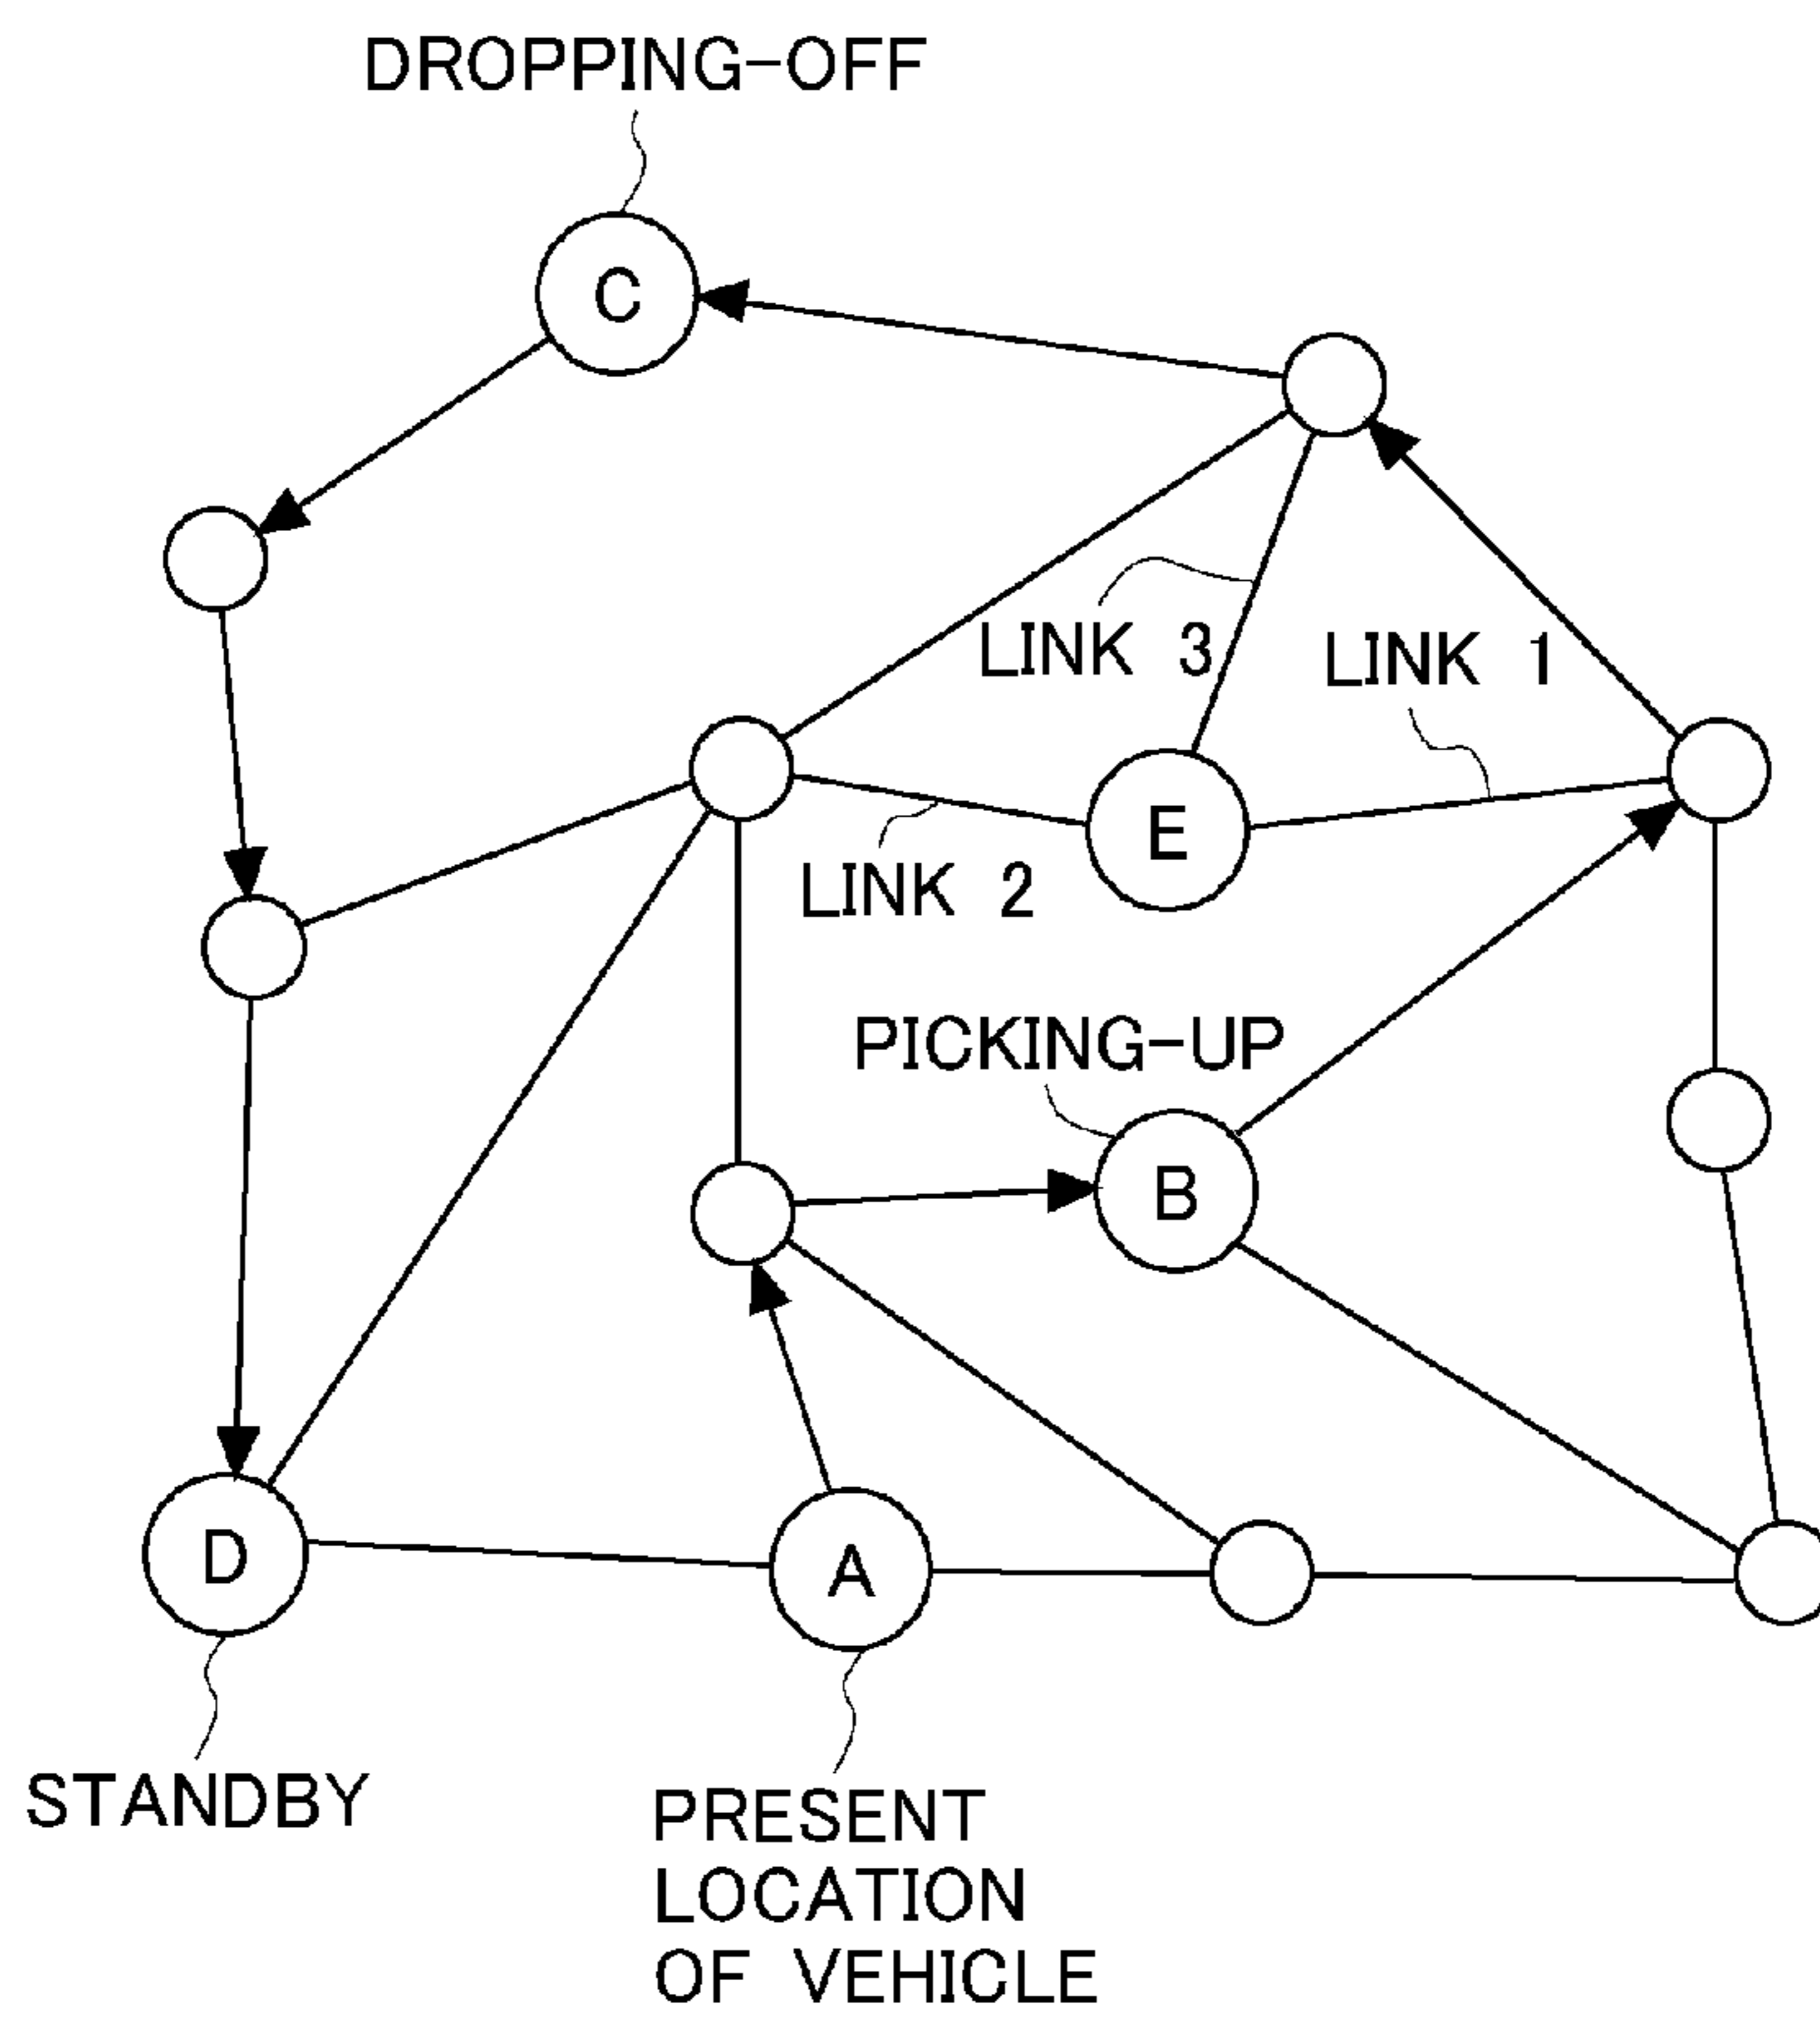 DROPPING-OFF
C
LINK 3
LINK 1
E
LINK 2
PICKING-UP
B
D
A
STANDBY
PRESENT
LOCATION
OF VEHICLE